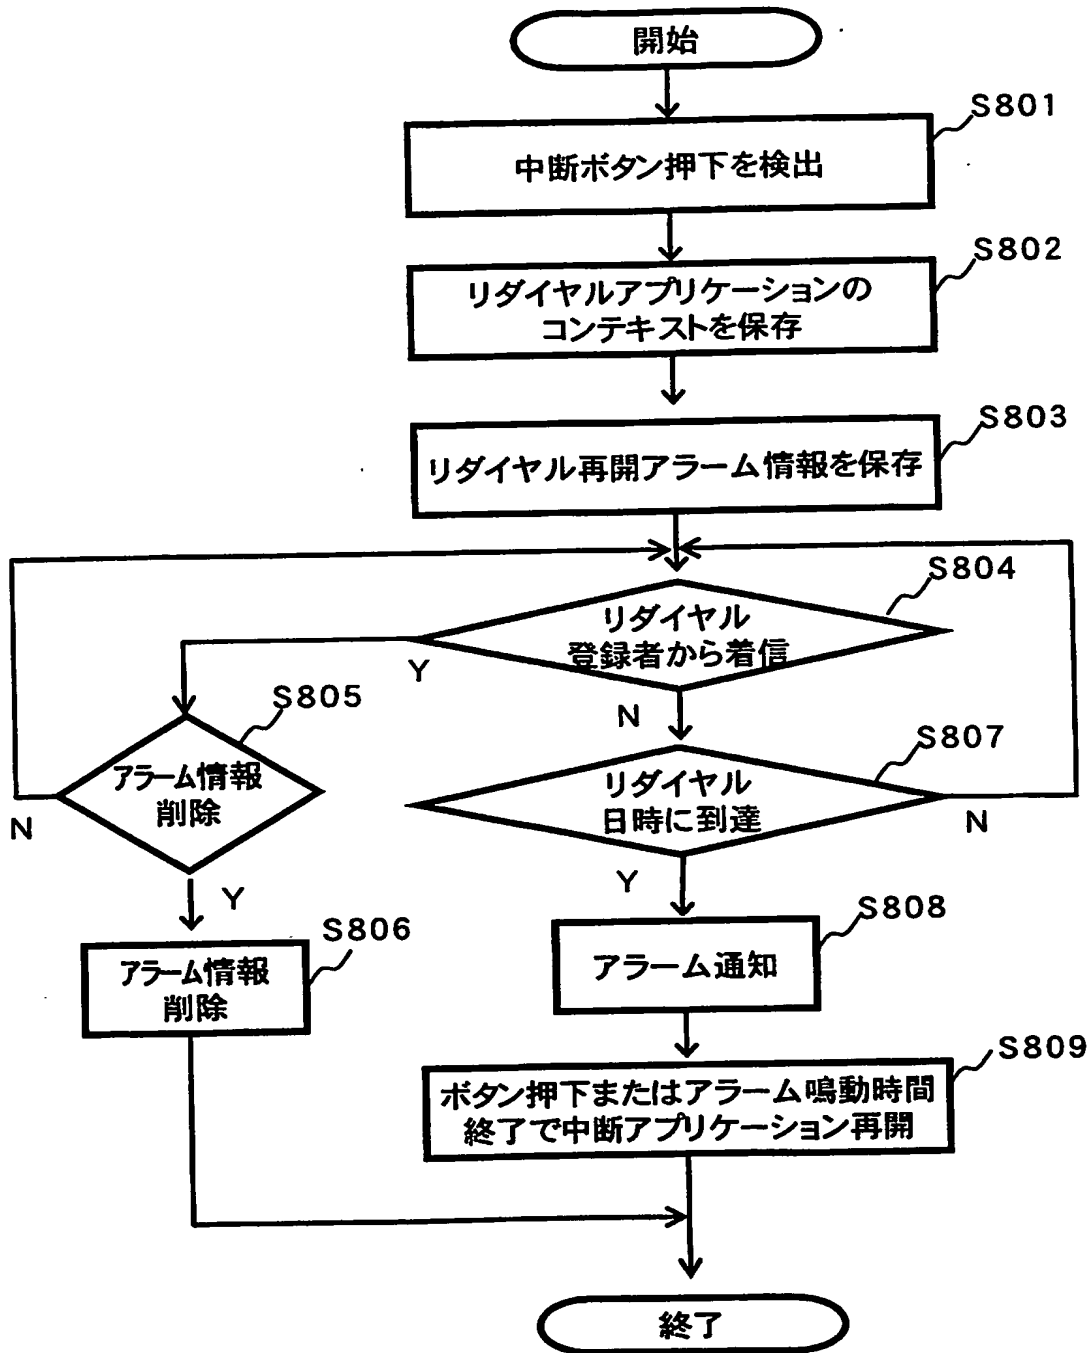 開始
S801
中断ボタン押下を検出
S802
リダイヤルアプリケーションの
コンテキストを保存
S803
リダイヤル再開アラーム情報を保存
S804
リダイヤル
登録者から着信
Y
N
S805
アラーム情報
削除
N
Y
S807
リダイヤル
日時に到達
N
Y
S806
アラーム情報
削除
S808
アラーム通知
S809
ボタン押下またはアラーム鳴動時間
終了で中断アプリケーション再開
終了